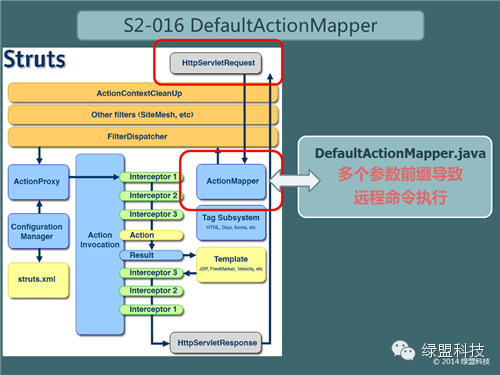 S2-016 DefaultActionMapper
Struts
HttpServletRequest
ActionContextCleanUp
Other filters (SiteMesh, etc)
FilterDispatcher
ActionProxy
Interceptor 1
ActionMapper
DefaultActionMapper.java
多个参数前缀导致
远程命令执行
Interceptor 2
Configuration
Manager
Interceptor 3
Tag Subsystem
HTML, Dojo, forms, etc
Action
Invocation
Action
Result
Template
JSP, FreeMarker, Velocity, etc
struts.xml
Interceptor 3
Interceptor 2
Interceptor 1
HttpServletResponse
绿盟科技
© 2014 绿盟科技